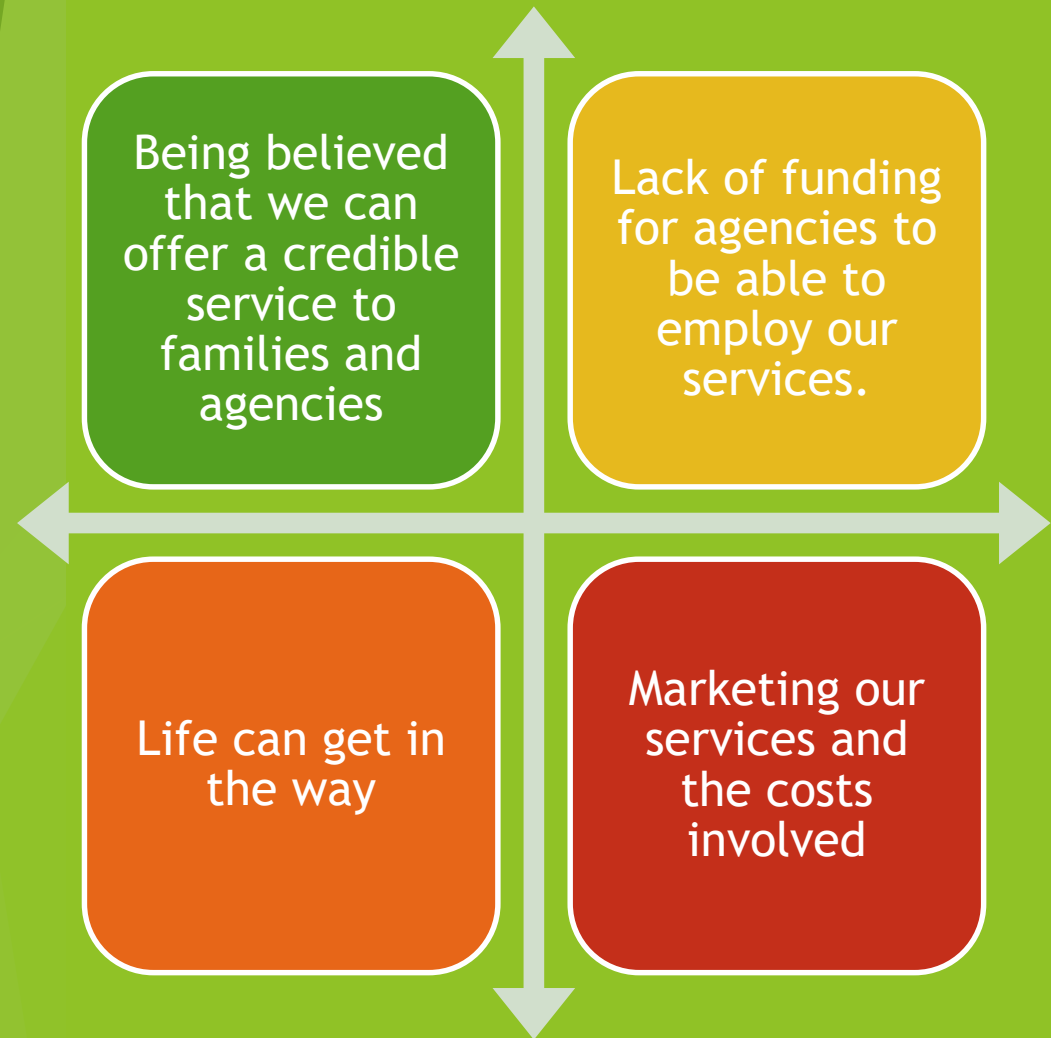 Being believed
that we can
offer a credible
service to
families and
agencies
Lack of funding
for agencies to
be able to
employ our
services.
Life can get in
the way
Marketing our
services and
the costs
involved